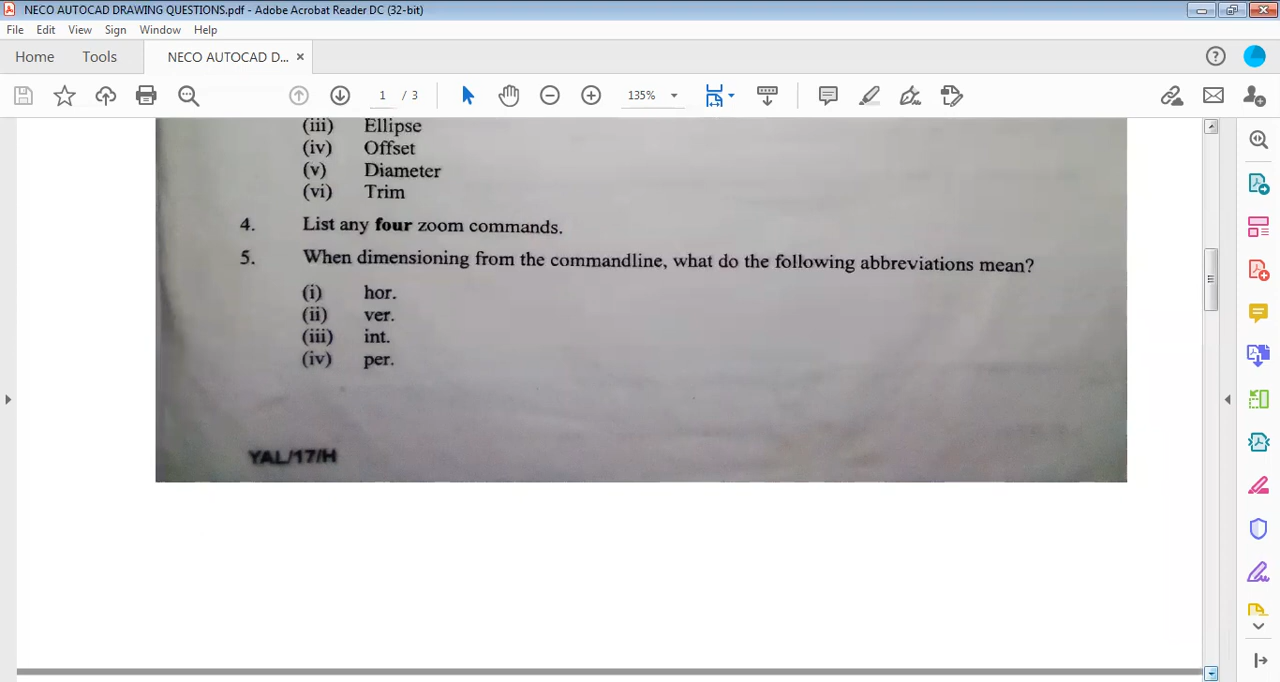 NECO AUTOCAD DRAWING QUESTIONS.pdf - Adobe Acrobat Reader DC (32-bit)
File Edit View Sign Window Help
Home Tools NECO AUTOCAD D... ×
1 / 3 135%
(iii) Ellipse
(iv) Offset
(v) Diameter
(vi) Trim
4. List any four zoom commands.
5. When dimensioning from the commandline, what do the following abbreviations mean?
(i) hor.
(ii) ver.
(iii) int.
(iv) per.
YAL/17/H